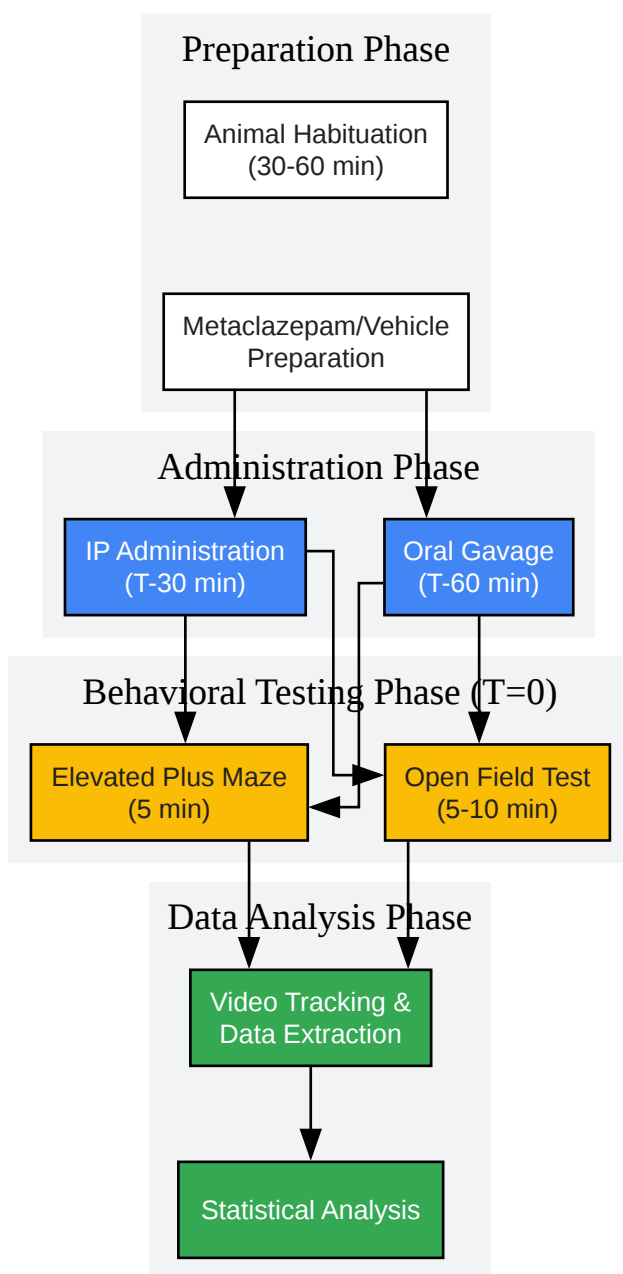 Preparation Phase
Animal Habituation
(30-60 min)
Metaclazepam/Vehicle
Preparation
Administration Phase
IP Administration
(T-30 min)
Oral Gavage
(T-60 min)
Behavioral Testing Phase (T=0)
Elevated Plus Maze
(5 min)
Open Field Test
(5-10 min)
Data Analysis Phase
Video Tracking &
Data Extraction
Statistical Analysis